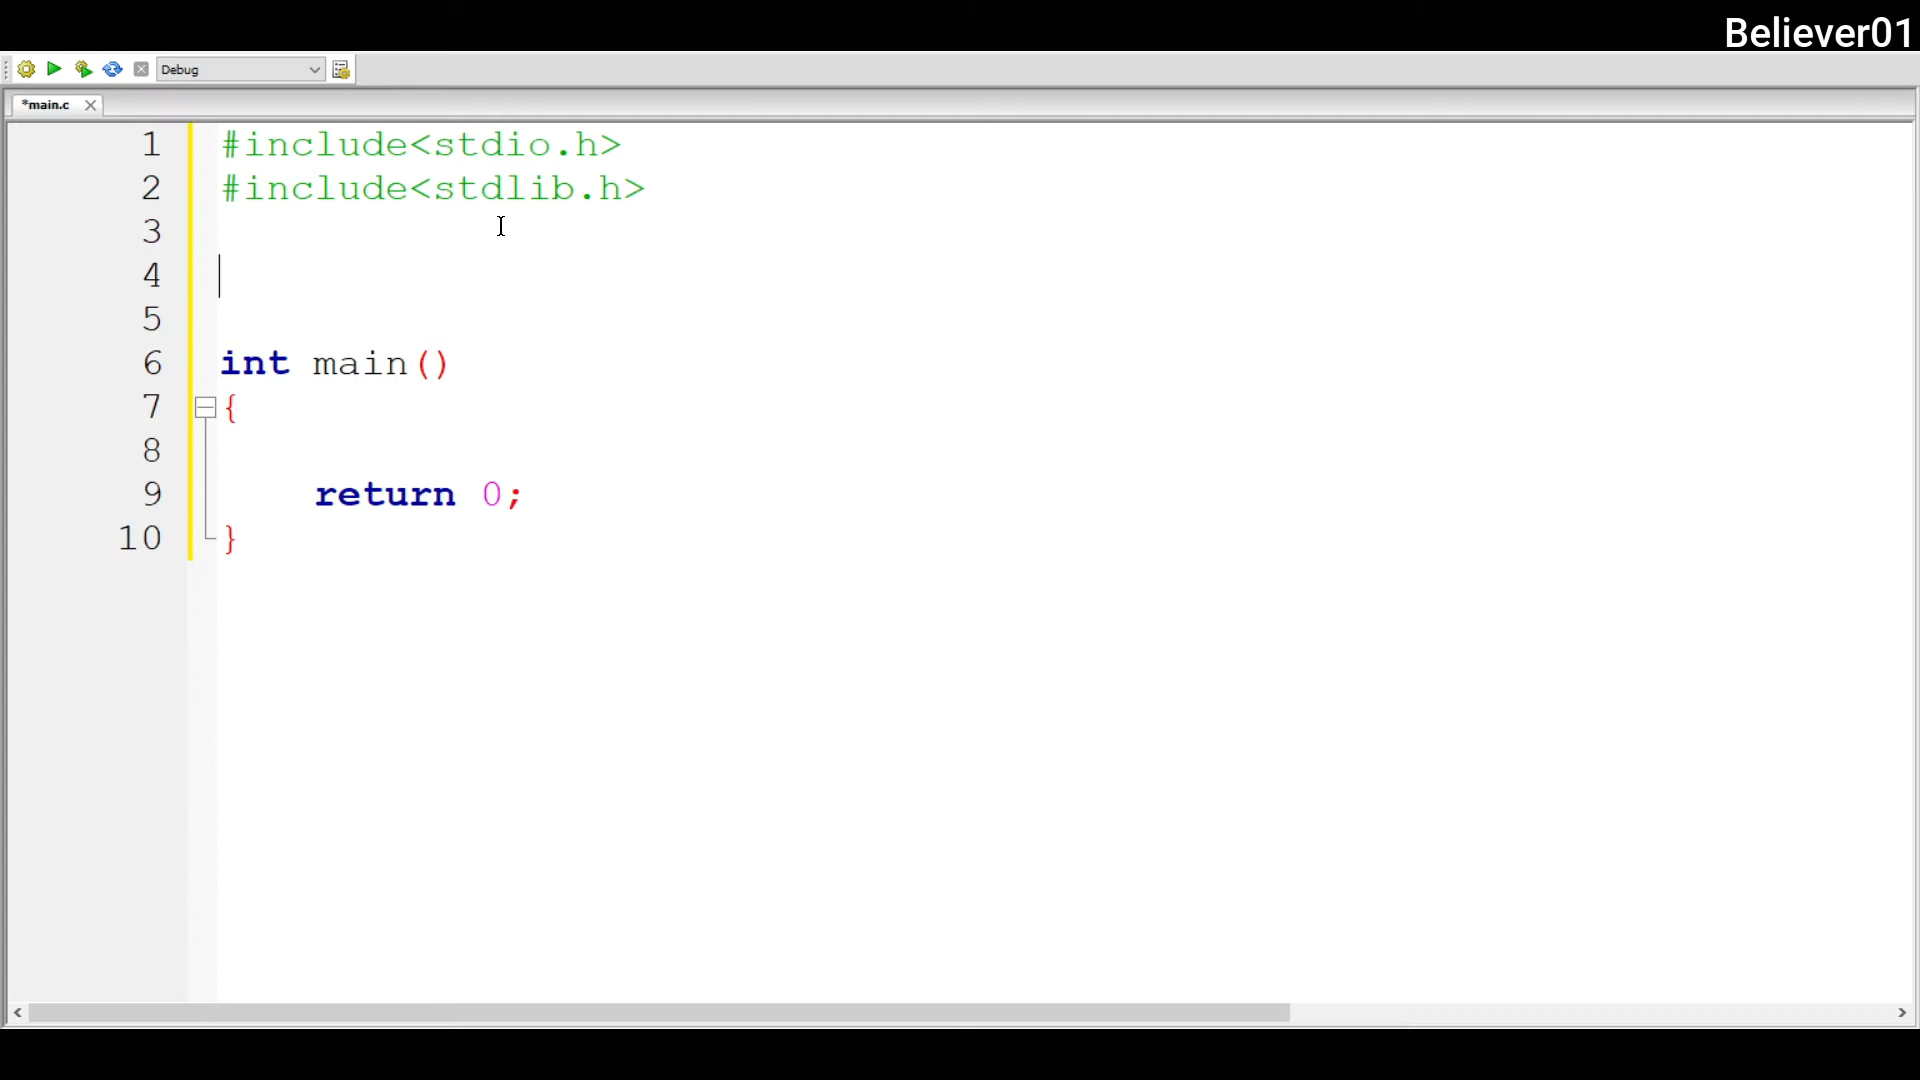 Believer01
Debug
*main.c
1 #include<stdio.h>
2 #include<stdlib.h>
3
4
5
6 int main()
7 {
8
9 return 0;
10 }